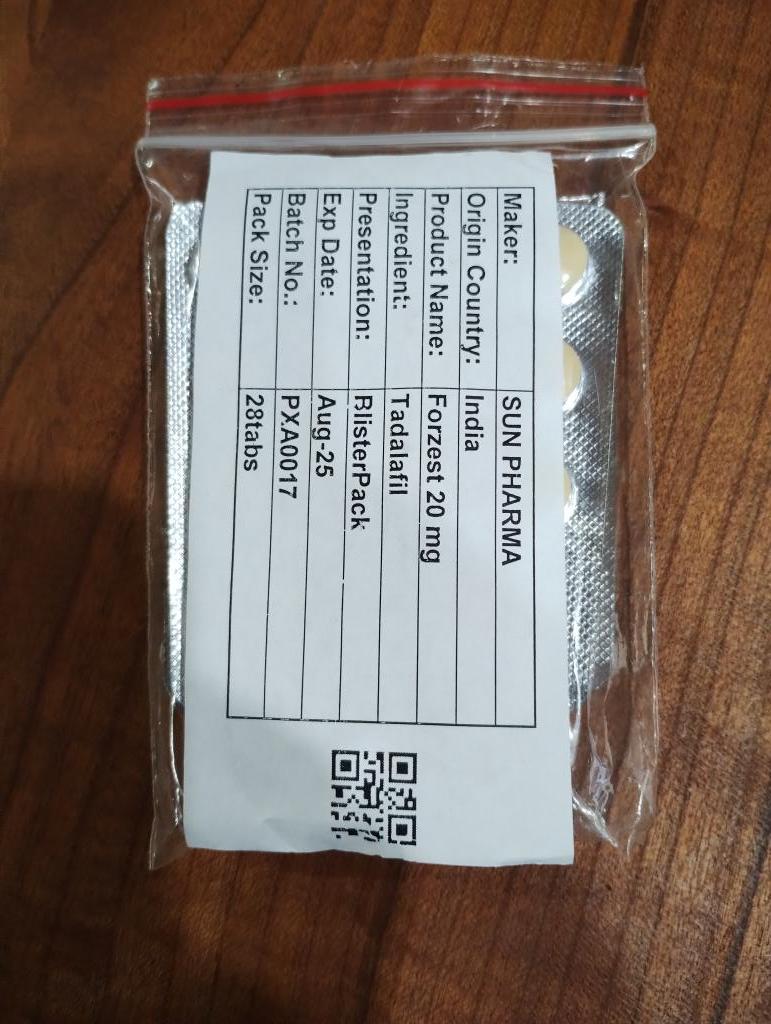 Maker: SUN PHARMA
Origin Country: India
Product Name: Forzest 20 mg
Ingredient: Tadalafil
Presentation: BlisterPack
Exp Date: Aug-25
Batch No.: PXA0017
Pack Size: 28tabs